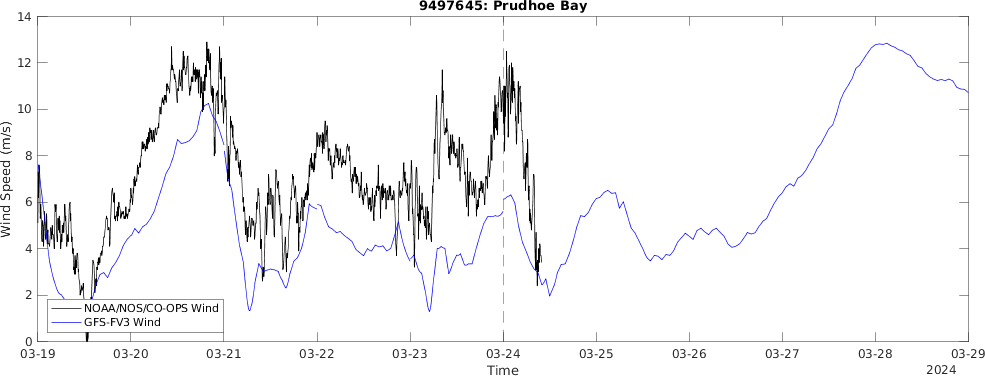 9497645: Prudhoe Bay
14
12
10
8
6
4
2
0
Wind Speed (m/s)
NOAA/NOS/CO-OPS Wind
GFS-FV3 Wind
03-19 03-20 03-21 03-22 03-23 03-24 03-25 03-26 03-27 03-28 03-29
Time
2024